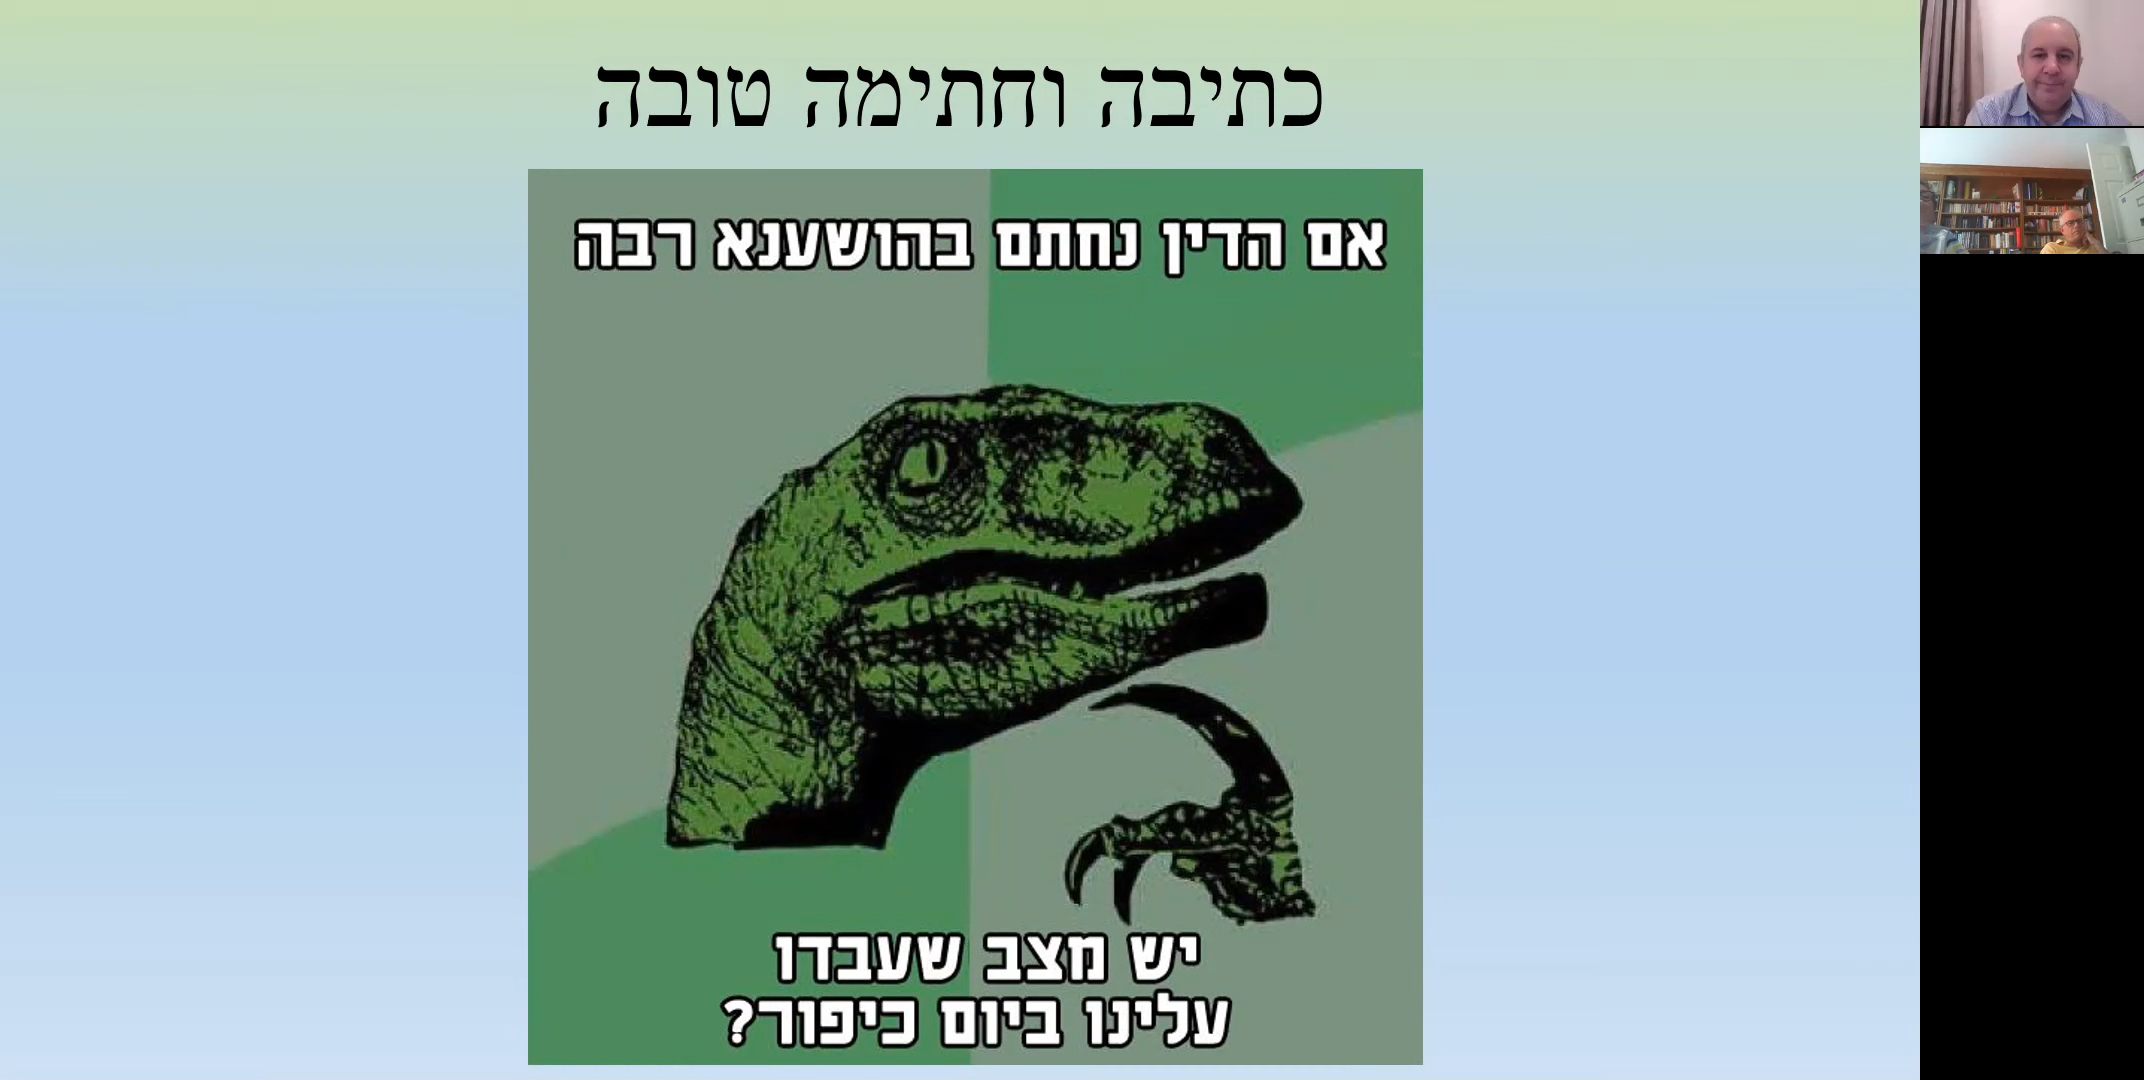 כתיבה וחתימה טובה
אם הדין נחתם בהושענא רבה
יש מצב שעבדו
עלינו ביום כיפור?